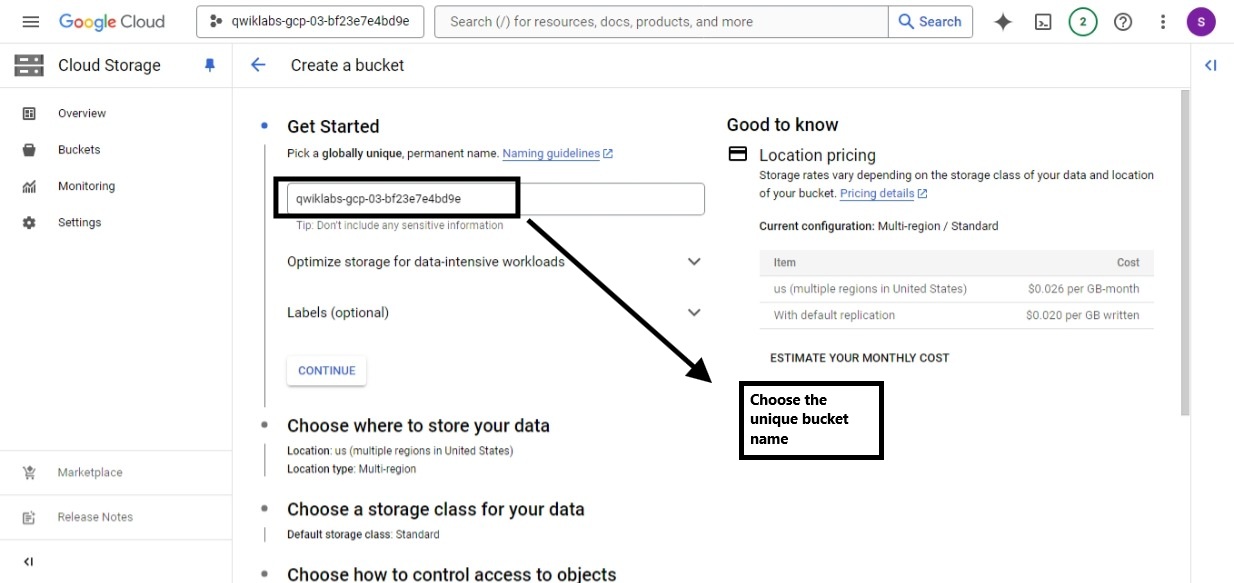 Google Cloud
qwiklabs-gcp-03-bf23e7e4bd9e
Search (/) for resources, docs, products, and more
Search
2
S
Cloud Storage
Create a bucket
Overview
Buckets
Monitoring
Settings
Marketplace
Release Notes
Get Started
Pick a globally unique, permanent name. Naming guidelines
qwiklabs-gcp-03-bf23e7e4bd9e
Tip: Don't include any sensitive information
Optimize storage for data-intensive workloads
Labels (optional)
CONTINUE
Choose where to store your data
Location: us (multiple regions in United States)
Location type: Multi-region
Choose a storage class for your data
Default storage class: Standard
Choose how to control access to objects
Good to know
Location pricing
Storage rates vary depending on the storage class of your data and location
of your bucket. Pricing details
Current configuration: Multi-region / Standard
Item Cost
us (multiple regions in United States) $0.026 per GB-month
With default replication $0.020 per GB written
ESTIMATE YOUR MONTHLY COST
Choose the
unique bucket
name